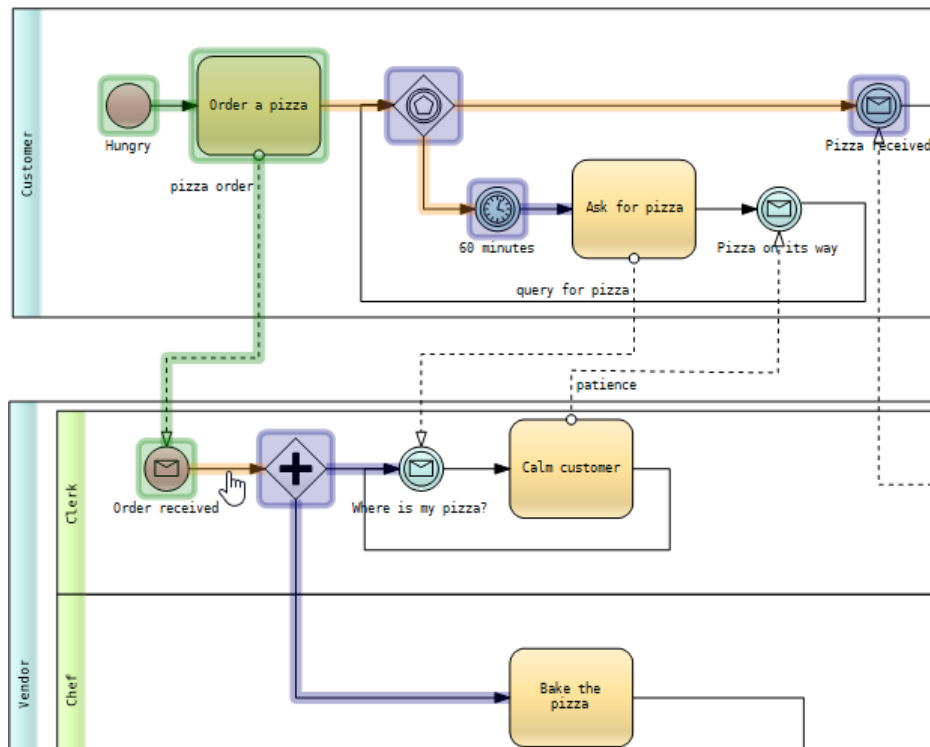 Customer
Hungry
Order a pizza
pizza order
Pizza received
60 minutes
Ask for pizza
Pizza on its way
query for pizza
patience
Vendor
Clerk
Order received
Where is my pizza?
Calm customer
Chef
Bake the
pizza